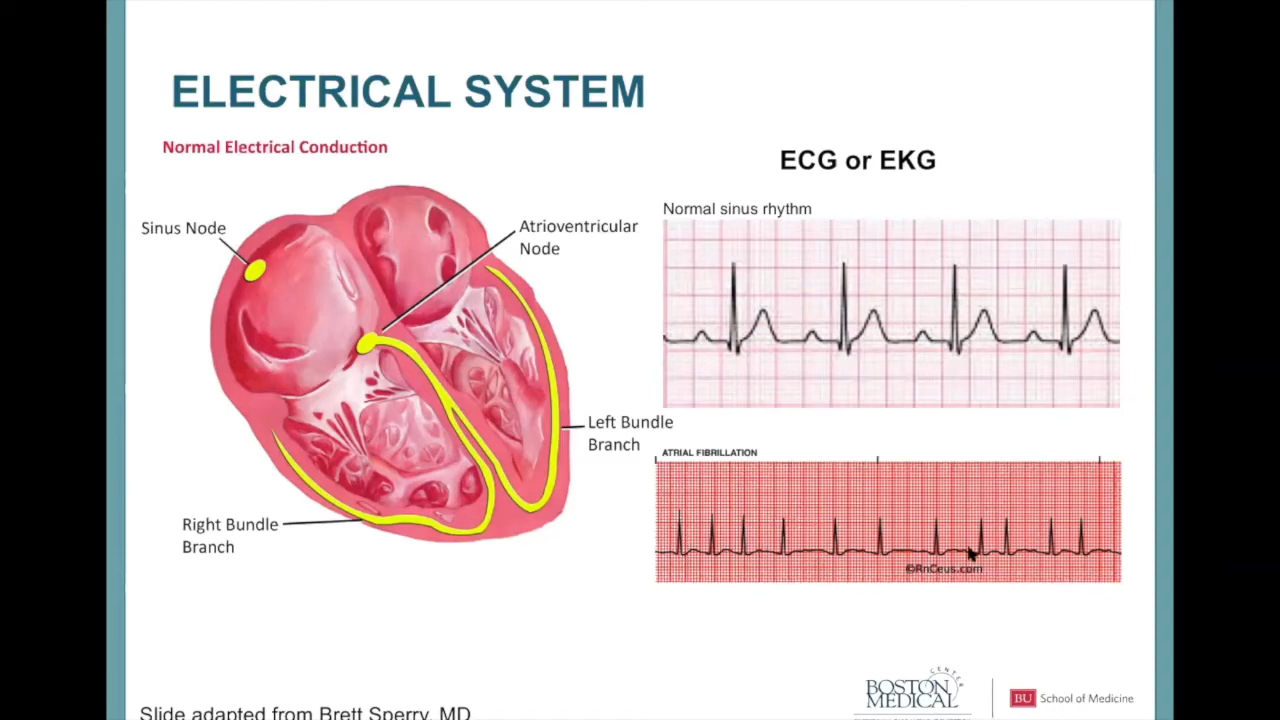 ELECTRICAL SYSTEM
Normal Electrical Conduction
ECG or EKG
Sinus Node
Atrioventricular
Node
Left Bundle
Branch
Right Bundle
Branch
Normal sinus rhythm
ATRIAL FIBRILLATION
©RnCeus.com
Slide adapted from Brett Sperry, MD
BOSTON
MEDICAL
CENTER
BU School of Medicine